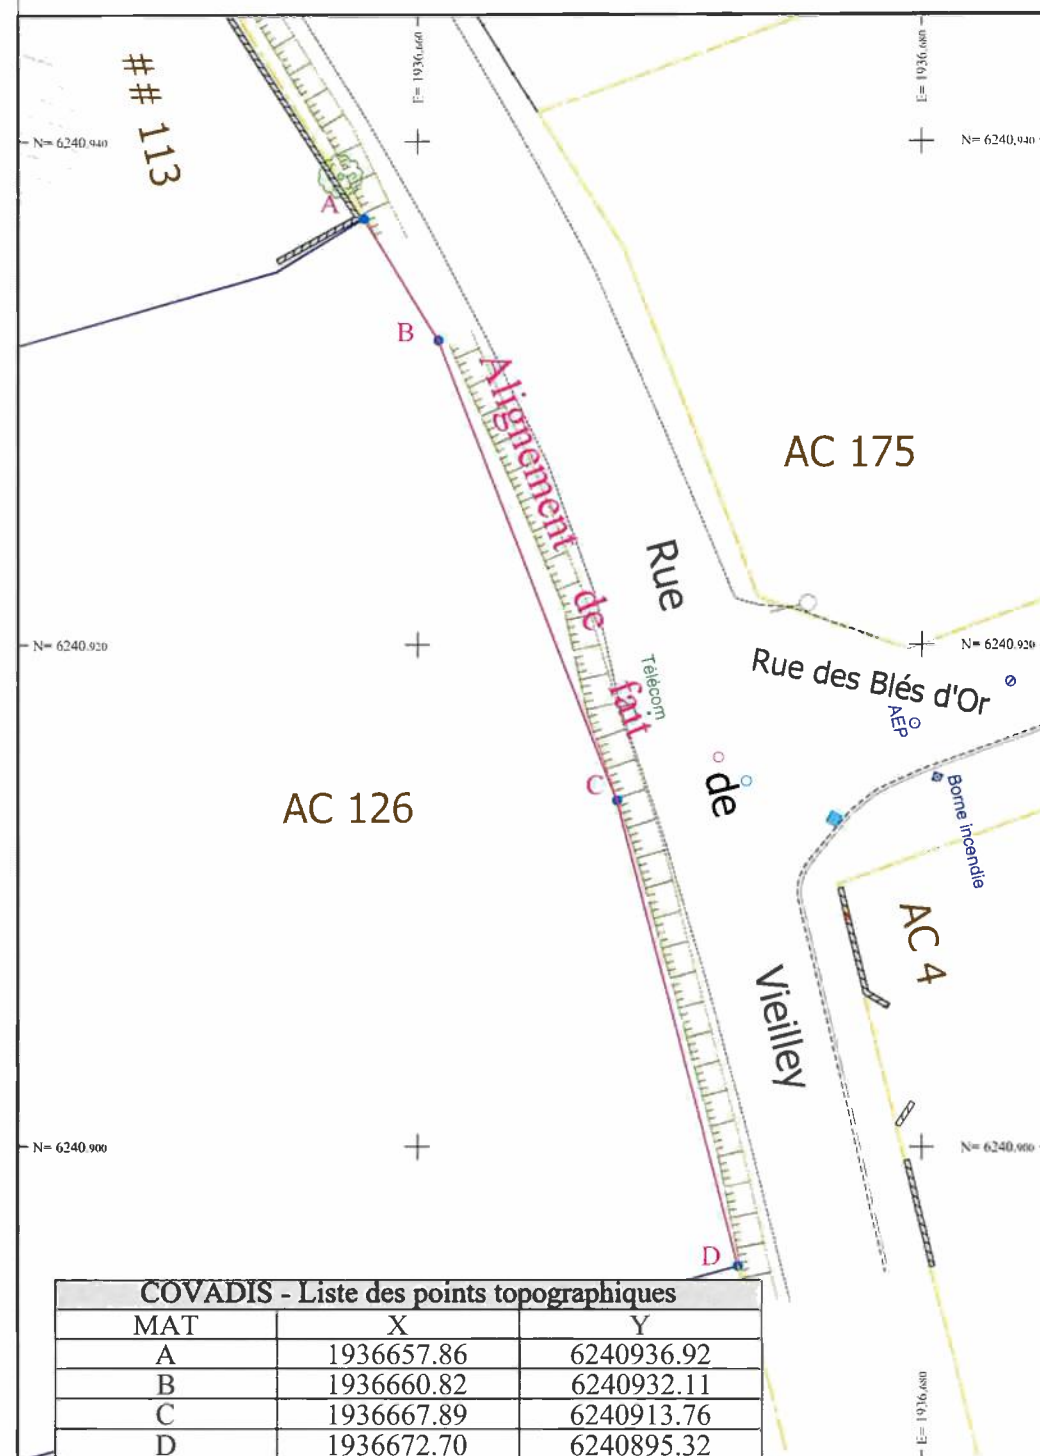 E= 1936.660
E= 1936.680
## 113
N= 6240.940
N= 6240.940
A
B
Alignement de fait
AC 175
Rue de Vieilley
N= 6240.920
N= 6240.920
Télécom
Rue des Blés d'Or
AEP
C
AC 126
Borne incendie
AC 4
N= 6240.900
N= 6240.900
D
COVADIS - Liste des points topographiques
MAT X Y
A 1936657.86 6240936.92
B 1936660.82 6240932.11
C 1936667.89 6240913.76
D 1936672.70 6240895.32
E= 1936.680